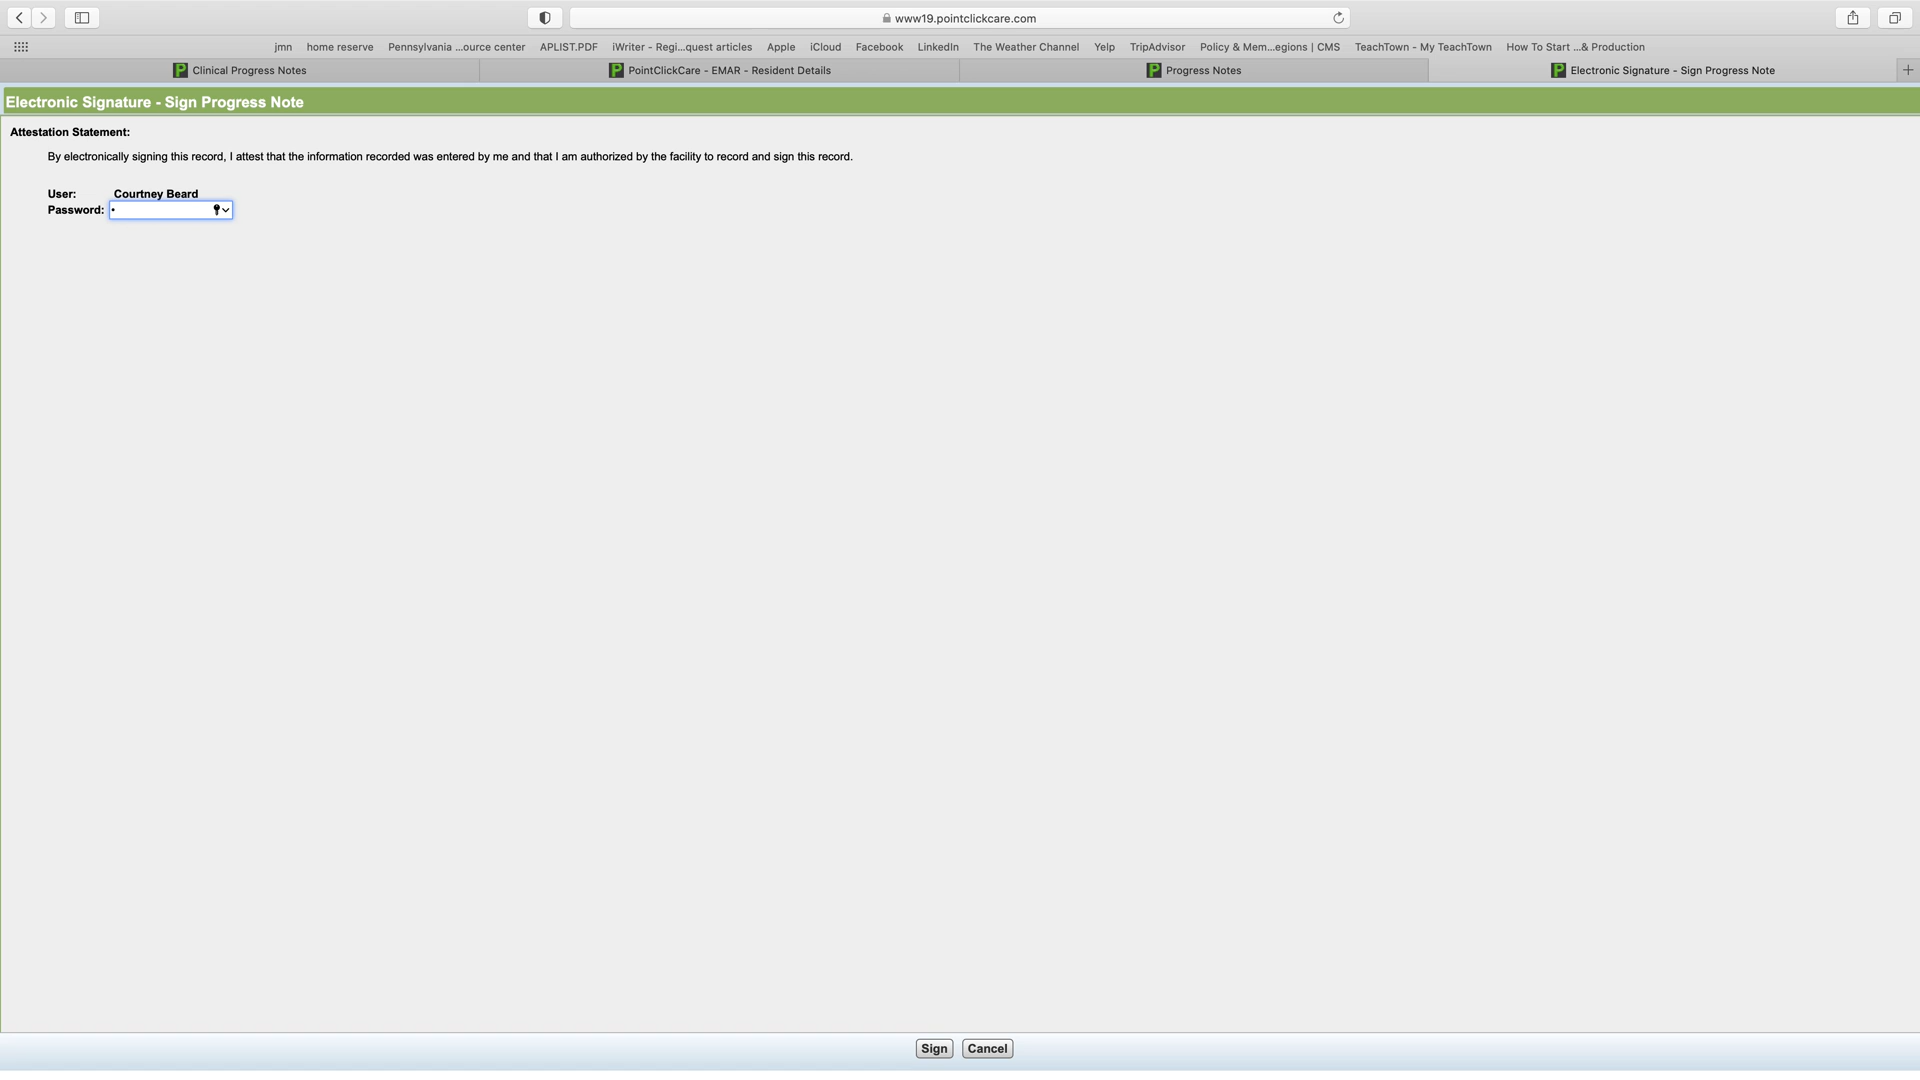 www19.pointclickcare.com
jmn home reserve Pennsylvania ...ource center APLIST.PDF iWriter - Regi...quest articles Apple iCloud Facebook LinkedIn The Weather Channel Yelp TripAdvisor Policy & Mem...egions | CMS TeachTown - My TeachTown How To Start ...& Production
P Clinical Progress Notes P PointClickCare - EMAR - Resident Details P Progress Notes P Electronic Signature - Sign Progress Note
Electronic Signature - Sign Progress Note
Attestation Statement:
By electronically signing this record, I attest that the information recorded was entered by me and that I am authorized by the facility to record and sign this record.
User: Courtney Beard
Password: •
Sign Cancel